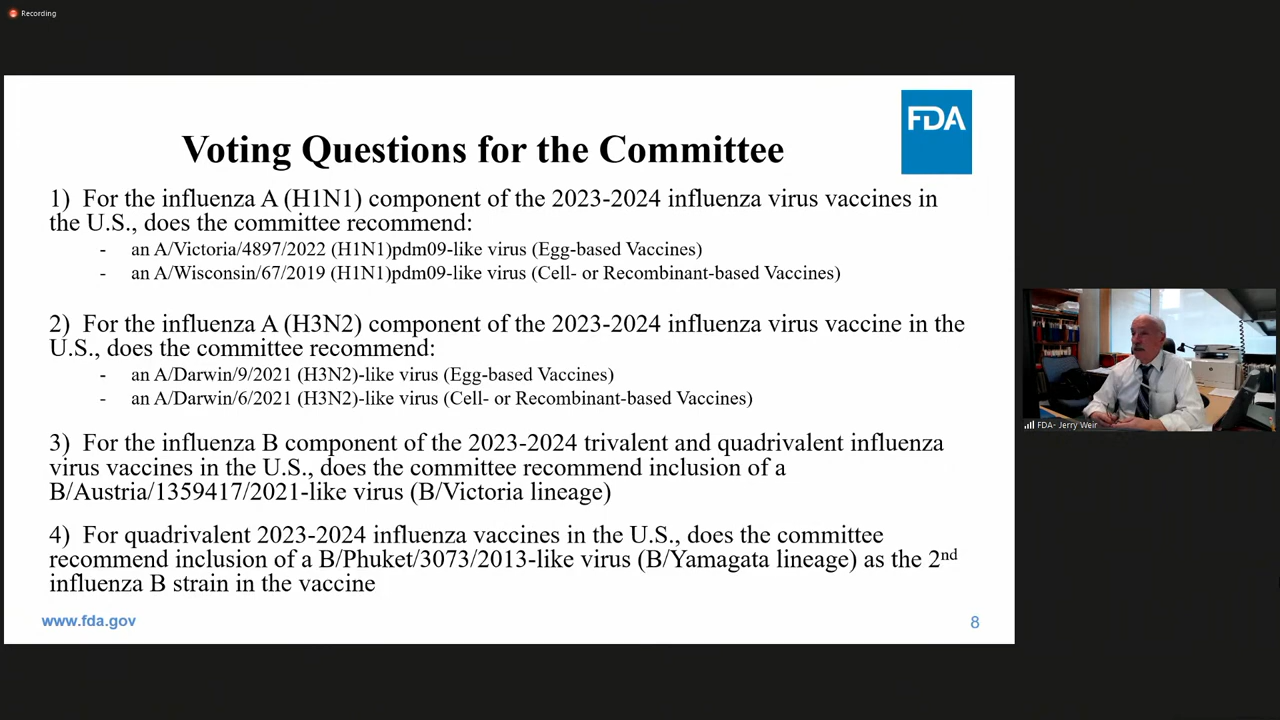 Recording
FDA
Voting Questions for the Committee
1) For the influenza A (H1N1) component of the 2023-2024 influenza virus vaccines in
the U.S., does the committee recommend:
- an A/Victoria/4897/2022 (H1N1)pdm09-like virus (Egg-based Vaccines)
- an A/Wisconsin/67/2019 (H1N1)pdm09-like virus (Cell- or Recombinant-based Vaccines)
2) For the influenza A (H3N2) component of the 2023-2024 influenza virus vaccine in the
U.S., does the committee recommend:
- an A/Darwin/9/2021 (H3N2)-like virus (Egg-based Vaccines)
- an A/Darwin/6/2021 (H3N2)-like virus (Cell- or Recombinant-based Vaccines)
3) For the influenza B component of the 2023-2024 trivalent and quadrivalent influenza
virus vaccines in the U.S., does the committee recommend inclusion of a
B/Austria/1359417/2021-like virus (B/Victoria lineage)
4) For quadrivalent 2023-2024 influenza vaccines in the U.S., does the committee
recommend inclusion of a B/Phuket/3073/2013-like virus (B/Yamagata lineage) as the 2nd
influenza B strain in the vaccine
www.fda.gov
8
FDA- Jerry Weir